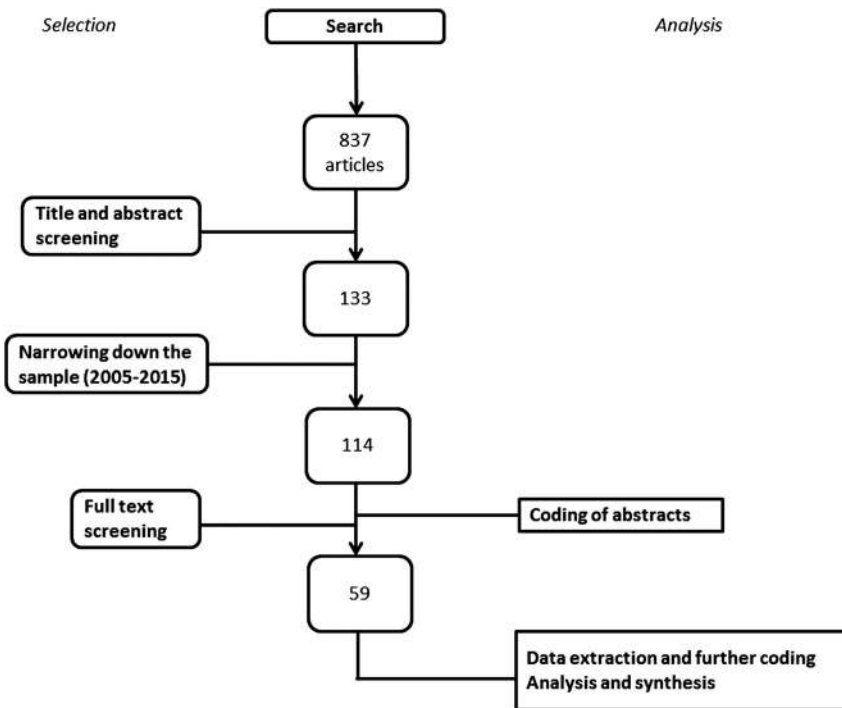 Selection
Search
Analysis
837
articles
Title and abstract
screening
133
Narrowing down the
sample (2005-2015)
114
Full text
screening
Coding of abstracts
59
Data extraction and further coding
Analysis and synthesis